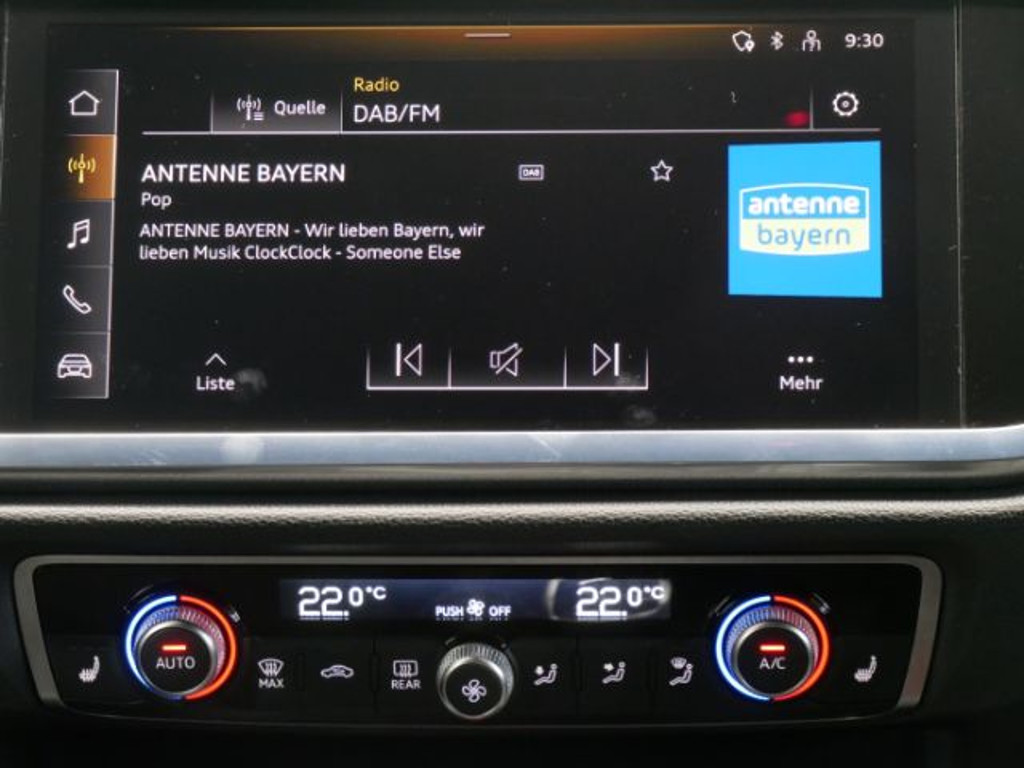 9:30
Radio
Quelle
DAB/FM
ANTENNE BAYERN
DAB
Pop
ANTENNE BAYERN - Wir lieben Bayern, wir
lieben Musik ClockClock - Someone Else
antenne
bayern
Liste
Mehr
22.0°C
PUSH OFF
22.0°C
AUTO
MAX
REAR
A/C